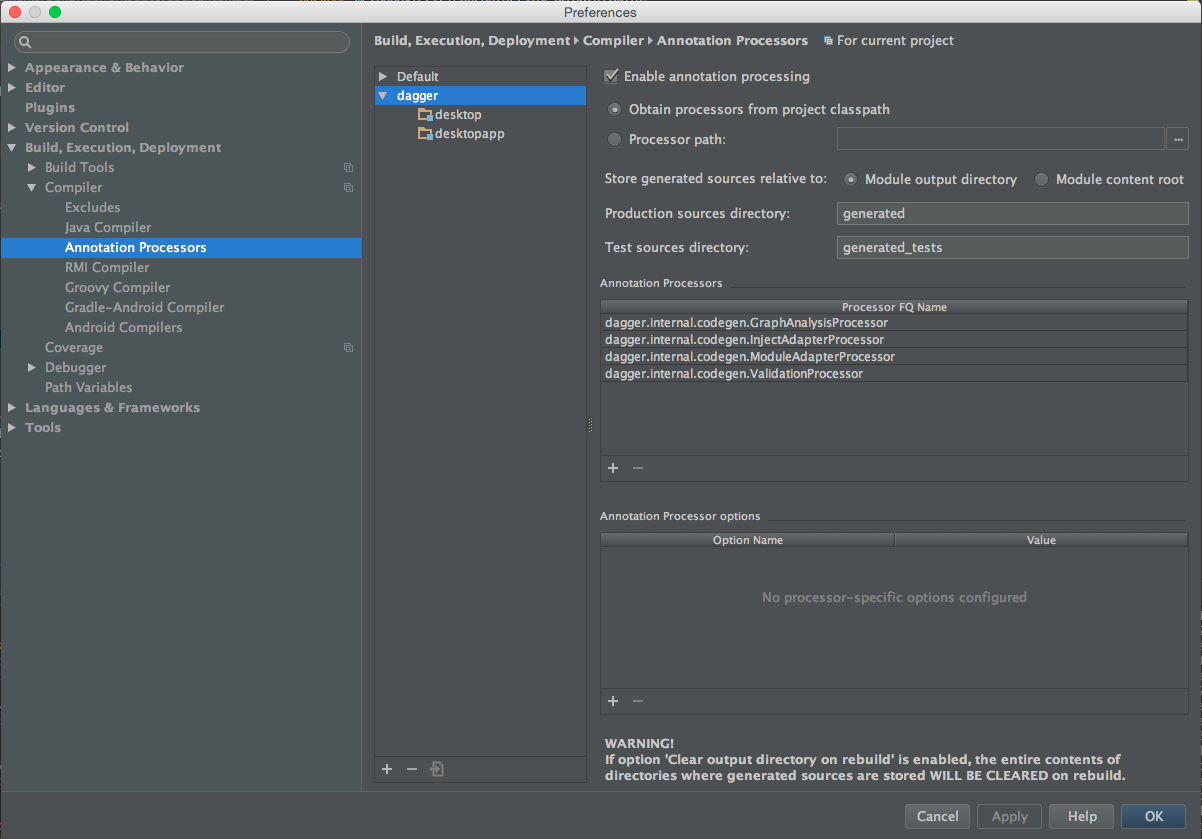 Preferences
Appearance & Behavior
Editor
Plugins
Version Control
Build, Execution, Deployment
Build Tools
Compiler
Excludes
Java Compiler
Annotation Processors
RMI Compiler
Groovy Compiler
Gradle-Android Compiler
Android Compilers
Coverage
Debugger
Path Variables
Languages & Frameworks
Tools
Build, Execution, Deployment › Compiler › Annotation Processors For current project
Default
dagger
desktop
desktopapp
Enable annotation processing
Obtain processors from project classpath
Processor path: ...
Store generated sources relative to: Module output directory Module content root
Production sources directory: generated
Test sources directory: generated_tests
Annotation Processors
Processor FQ Name
dagger.internal.codegen.GraphAnalysisProcessor
dagger.internal.codegen.InjectAdapterProcessor
dagger.internal.codegen.ModuleAdapterProcessor
dagger.internal.codegen.ValidationProcessor
Annotation Processor options
Option Name Value
No processor-specific options configured
WARNING!
If option 'Clear output directory on rebuild' is enabled, the entire contents of
directories where generated sources are stored WILL BE CLEARED on rebuild.
Cancel Apply Help OK